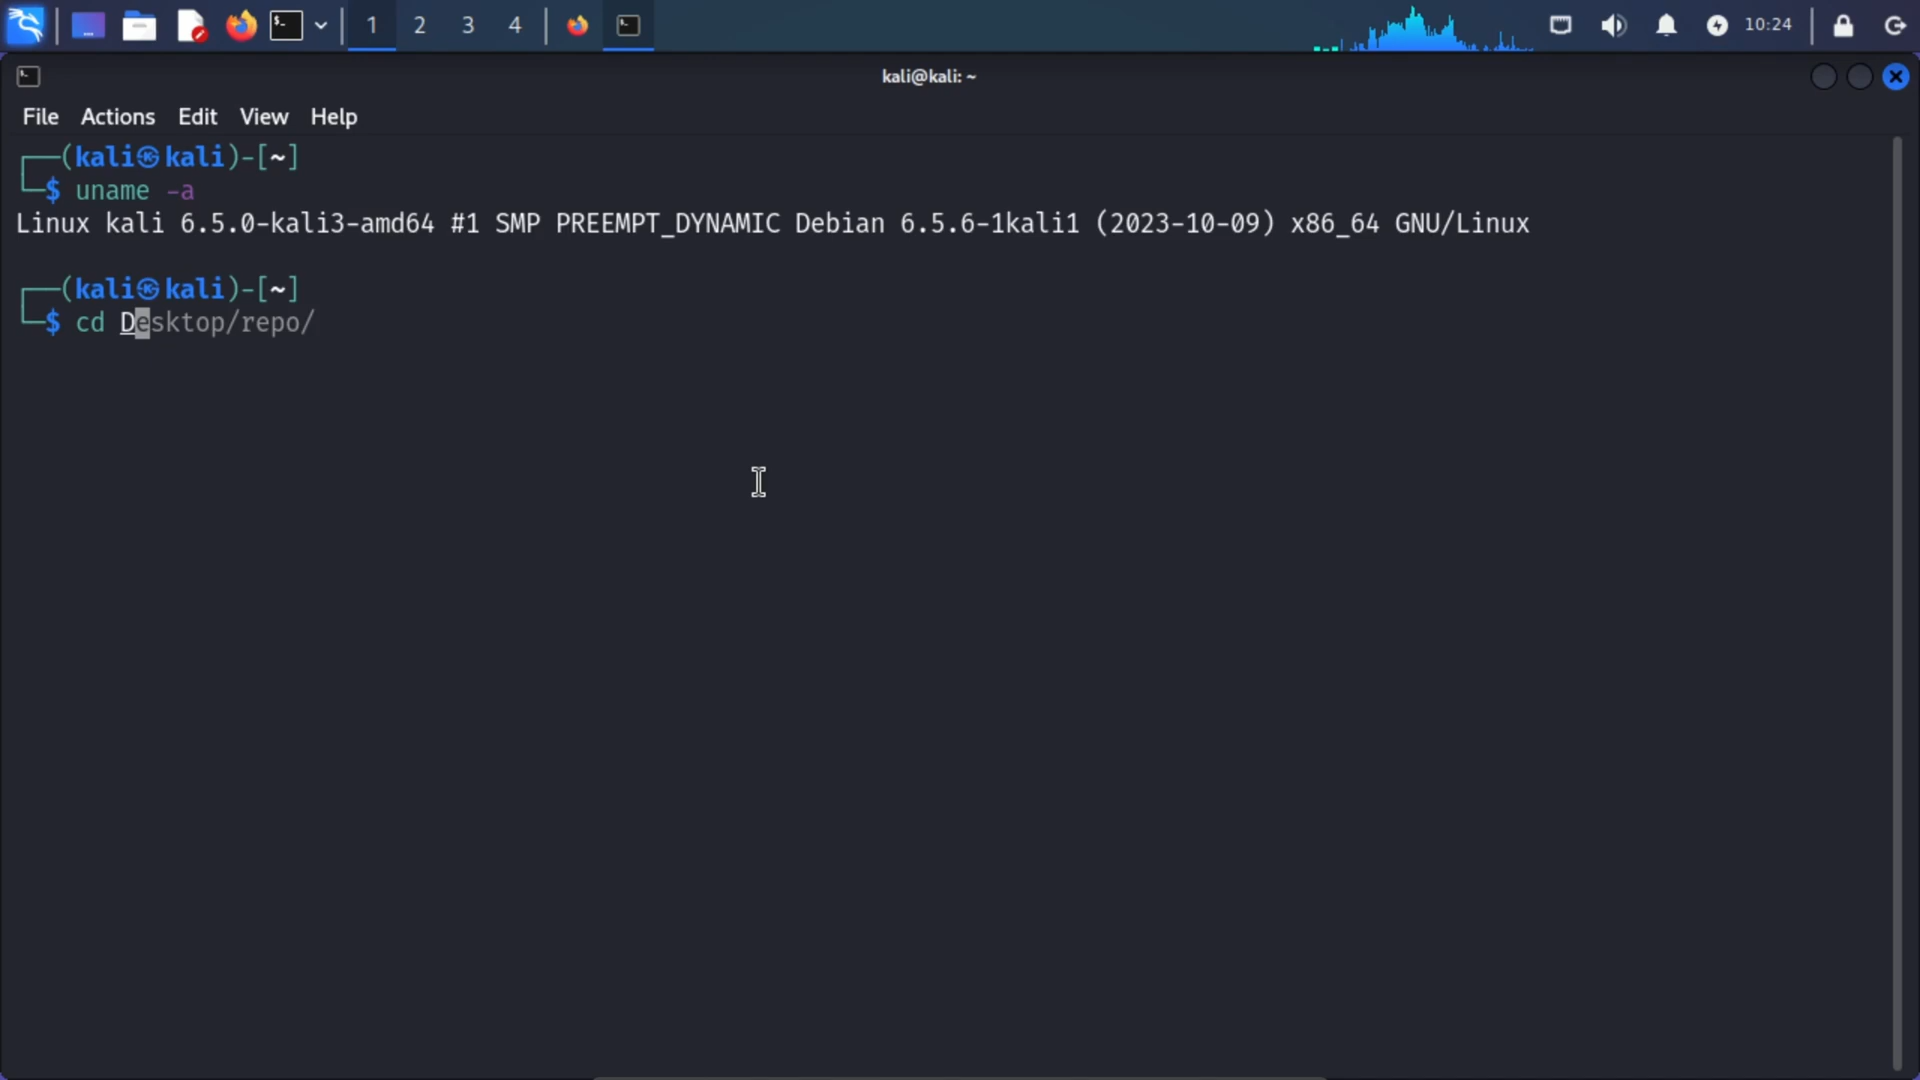 1 2 3 4 10:24
kali@kali: ~
File Actions Edit View Help
┌──(kali㉿kali)-[~]
└─$ uname -a
Linux kali 6.5.0-kali3-amd64 #1 SMP PREEMPT_DYNAMIC Debian 6.5.6-1kali1 (2023-10-09) x86_64 GNU/Linux
┌──(kali㉿kali)-[~]
└─$ cd Desktop/repo/